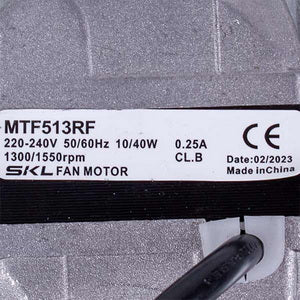 MTF513RF
220-240V 50/60Hz 10/40W 0.25A
1300/1550rpm CL.B Date:02/2023
SKL FAN MOTOR Made inChina